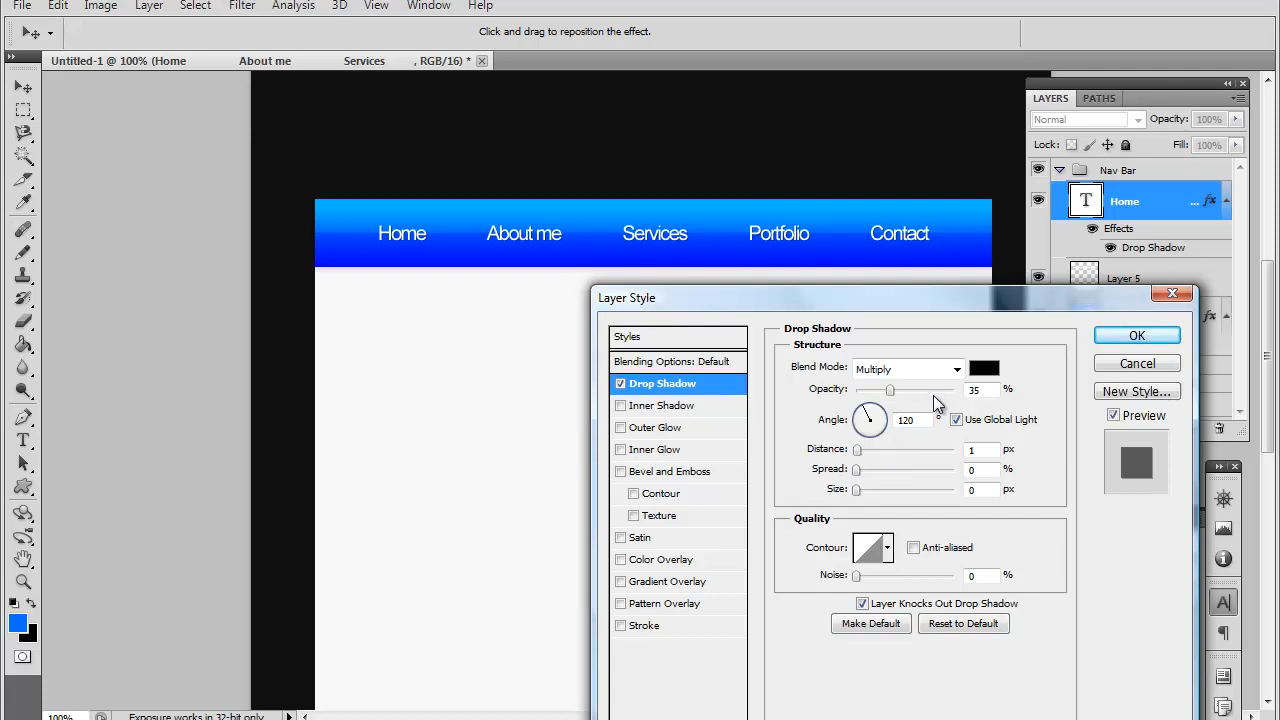 File Edit Image Layer Select Filter Analysis 3D View Window Help
Click and drag to reposition the effect.
Untitled-1 @ 100% (Home About me Services , RGB/16) *
LAYERS PATHS
Normal Opacity: 100%
Lock: Fill: 100%
Nav Bar
T Home ... fx
Effects
Drop Shadow
Layer 5
fx
Home About me Services Portfolio Contact
Layer Style
Styles
Blending Options: Default
Drop Shadow
Inner Shadow
Outer Glow
Inner Glow
Bevel and Emboss
Contour
Texture
Satin
Color Overlay
Gradient Overlay
Pattern Overlay
Stroke
Drop Shadow
Structure
Blend Mode: Multiply
Opacity: 35 %
Angle: 120 ° Use Global Light
Distance: 1 px
Spread: 0 %
Size: 0 px
Quality
Contour: Anti-aliased
Noise: 0 %
Layer Knocks Out Drop Shadow
Make Default Reset to Default
OK
Cancel
New Style...
Preview
100% Exposure works in 32-bit only